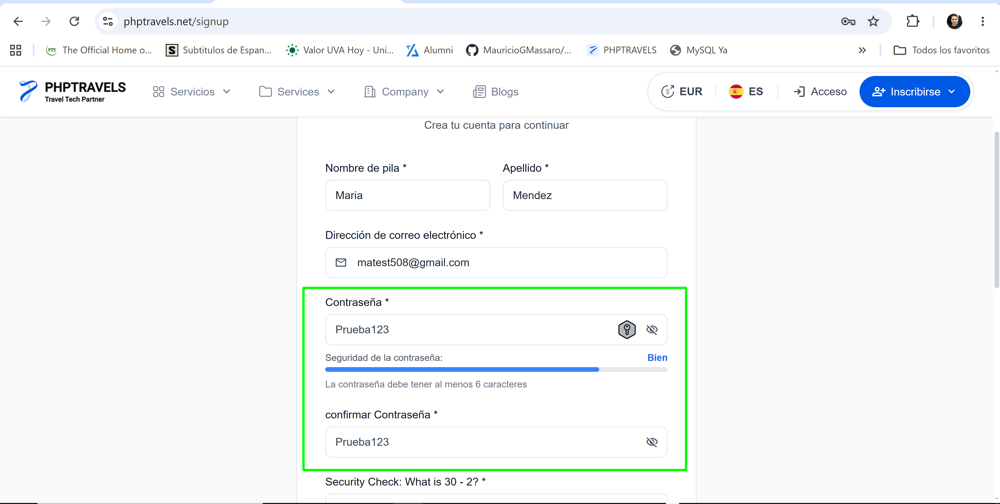 phptravels.net/signup
The Official Home o...
Subtitulos de Espan...
Valor UVA Hoy - Uni...
Alumni
MauricioGMassaro/...
PHPTRAVELS
MySQL Ya
Todos los favoritos
PHPTRAVELS
Travel Tech Partner
Servicios
Services
Company
Blogs
EUR
ES
Acceso
Inscribirse
Crea tu cuenta para continuar
Nombre de pila *
Apellido *
Maria
Mendez
Dirección de correo electrónico *
matest508@gmail.com
Contraseña *
Prueba123
Seguridad de la contraseña:
Bien
La contraseña debe tener al menos 6 caracteres
confirmar Contraseña *
Prueba123
Security Check: What is 30 - 2? *